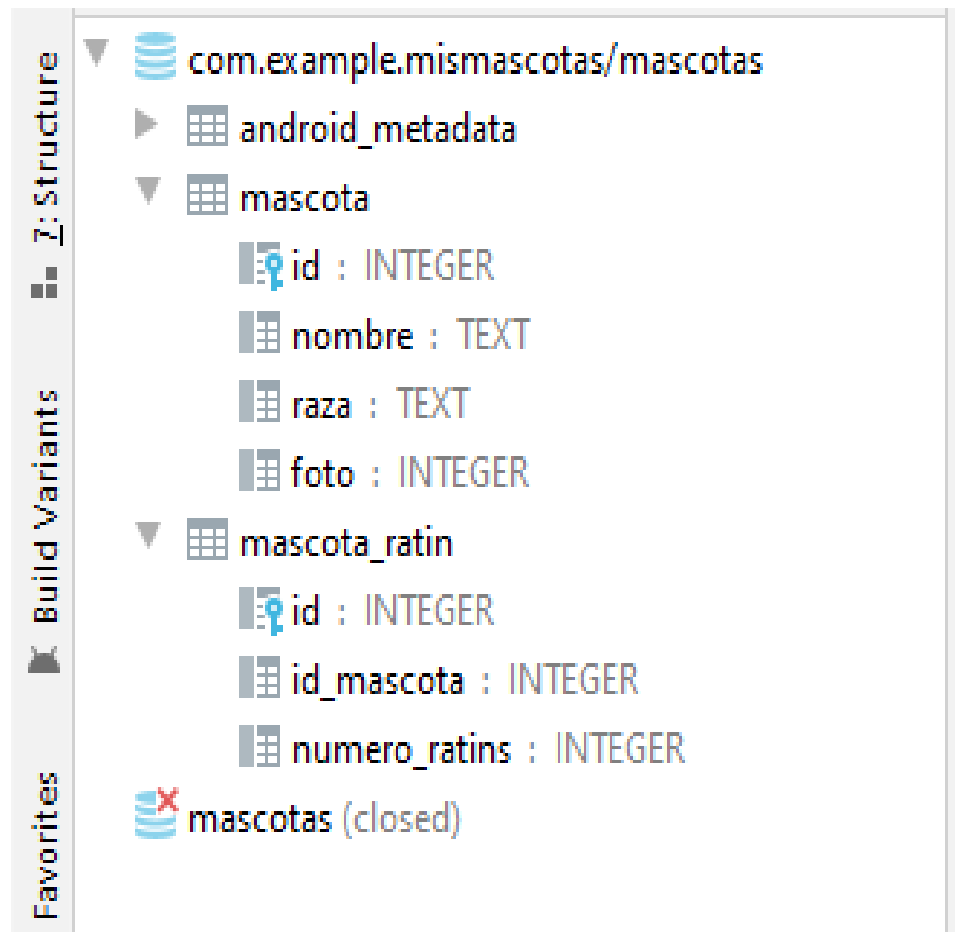 com.example.mismascotas/mascotas
android_metadata
mascota
id : INTEGER
nombre : TEXT
raza : TEXT
foto : INTEGER
mascota_ratin
id : INTEGER
id_mascota : INTEGER
numero_ratins : INTEGER
mascotas (closed)
7: Structure
Build Variants
Favorites